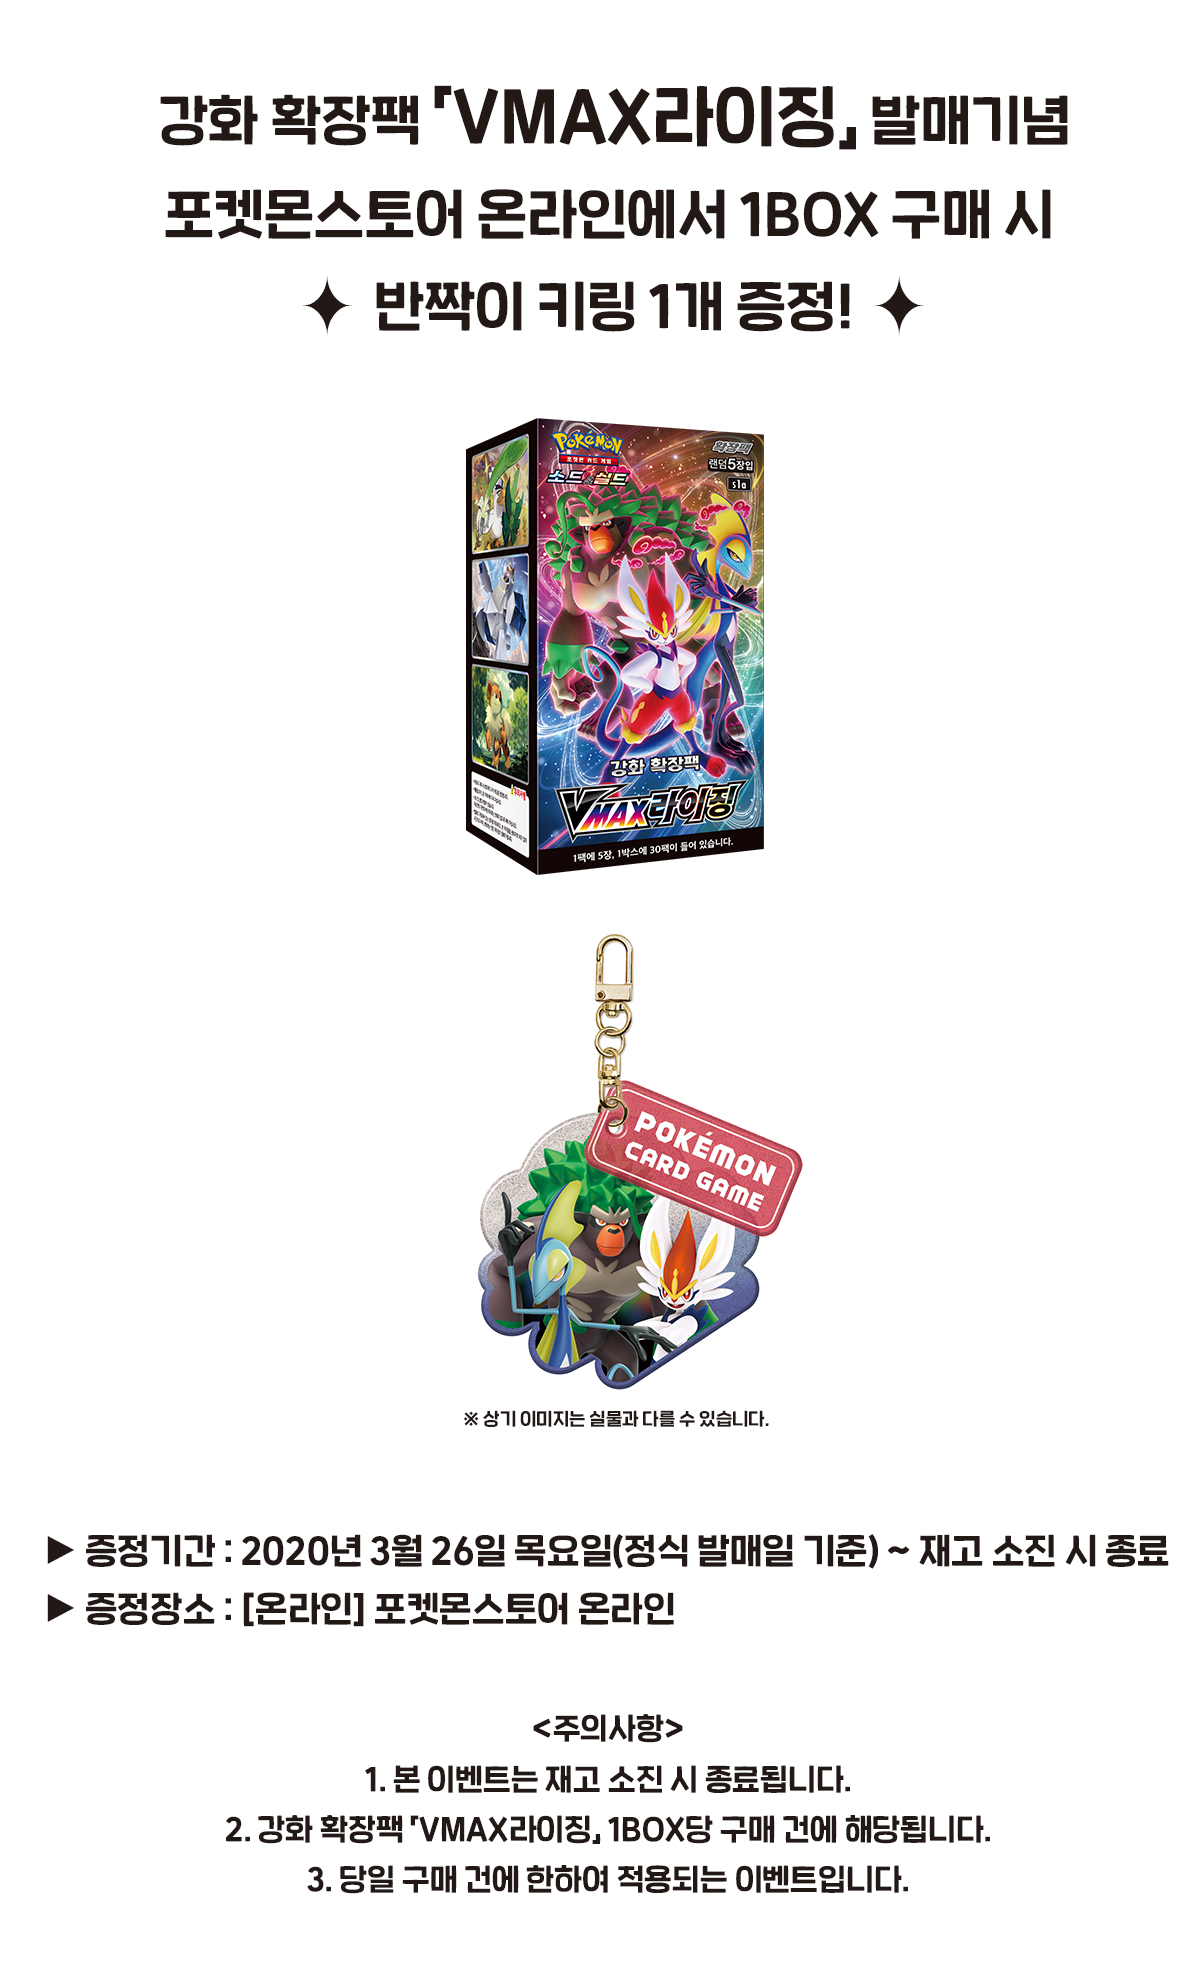 강화 확장팩 「VMAX라이징」 발매기념
포켓몬스토어 온라인에서 1BOX 구매 시
반짝이 키링 1개 증정!
POKéMON
포켓몬 카드 게임
소드&실드
확장팩
랜덤5장입
s1a
강화 확장팩
VMAX라이징
1팩에 5장, 1박스에 30팩이 들어 있습니다.
POKÉMON
CARD GAME
※ 상기 이미지는 실물과 다를 수 있습니다.
▶ 증정기간 : 2020년 3월 26일 목요일(정식 발매일 기준) ~ 재고 소진 시 종료
▶ 증정장소 : [온라인] 포켓몬스토어 온라인
<주의사항>
1. 본 이벤트는 재고 소진 시 종료됩니다.
2. 강화 확장팩 「VMAX라이징」 1BOX당 구매 건에 해당됩니다.
3. 당일 구매 건에 한하여 적용되는 이벤트입니다.